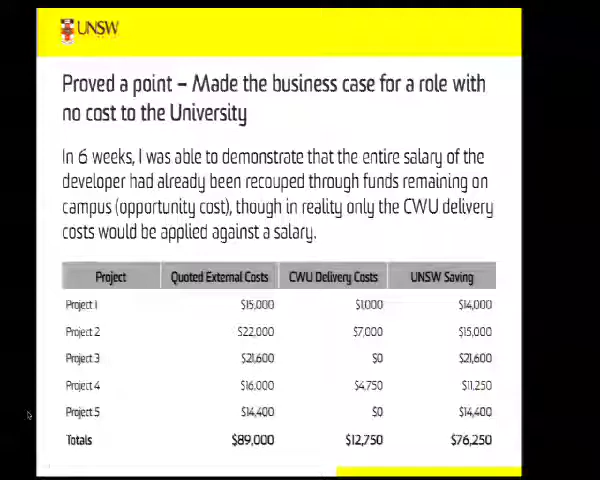 UNSW
Proved a point – Made the business case for a role with
no cost to the University
In 6 weeks, I was able to demonstrate that the entire salary of the
developer had already been recouped through funds remaining on
campus (opportunity cost), though in reality only the CWU delivery
costs would be applied against a salary.
Project Quoted External Costs CWU Delivery Costs UNSW Saving
Project 1 $15,000 $1,000 $14,000
Project 2 $22,000 $7,000 $15,000
Project 3 $21,600 $0 $21,600
Project 4 $16,000 $4,750 $11,250
Project 5 $14,400 $0 $14,400
Totals $89,000 $12,750 $76,250